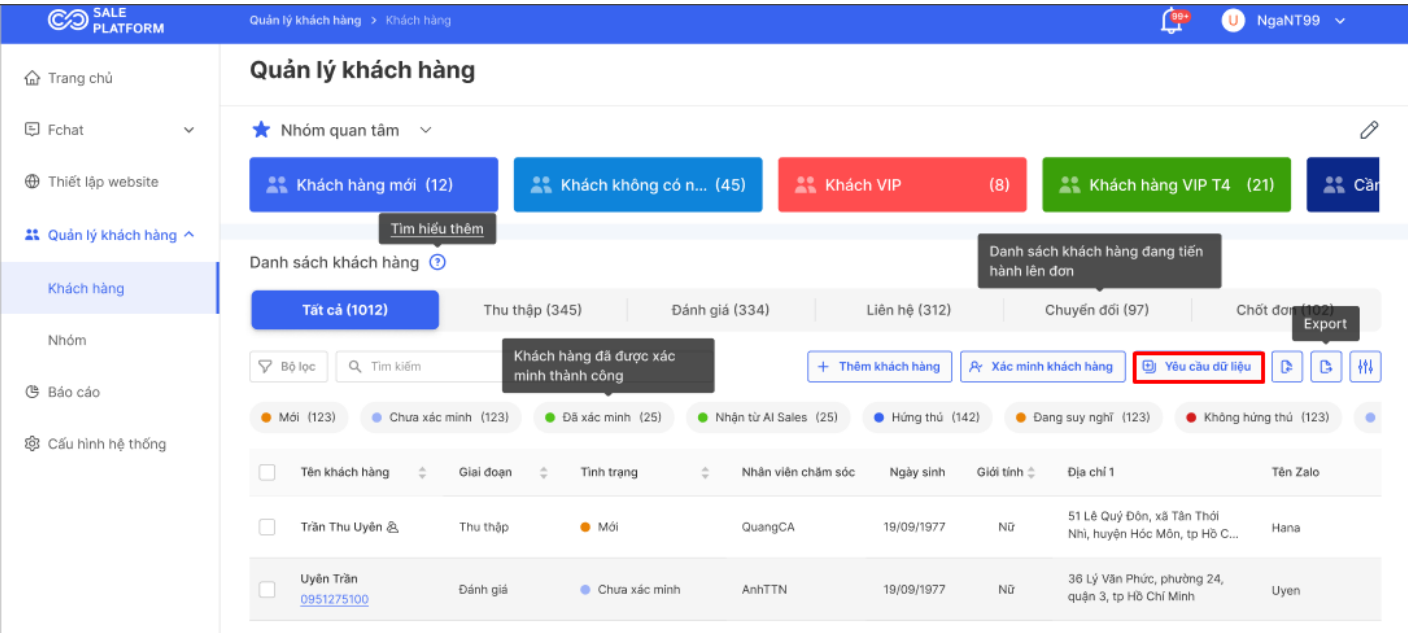 SALE
PLATFORM
Quản lý khách hàng > Khách hàng
99+
U NgaNT99
Trang chủ
Fchat
Thiết lập website
Quản lý khách hàng
Khách hàng
Nhóm
Báo cáo
Cấu hình hệ thống
Quản lý khách hàng
Nhóm quan tâm
Khách hàng mới (12)
Khách không có n... (45)
Khách VIP (8)
Khách hàng VIP T4 (21)
Tìm hiểu thêm
Danh sách khách hàng ?
Danh sách khách hàng đang tiến
hành lên đơn
Tất cả (1012) Thu thập (345) Đánh giá (334) Liên hệ (312) Chuyển đổi (97) Chốt đơn (102)
Export
Bộ lọc
Tìm kiếm
Khách hàng đã được xác
minh thành công
+ Thêm khách hàng
Xác minh khách hàng
Yêu cầu dữ liệu
Mới (123) Chưa xác minh (123) Đã xác minh (25) Nhận từ AI Sales (25) Hứng thú (142) Đang suy nghĩ (123) Không hứng thú (123)
Tên khách hàng Giai đoạn Tình trạng Nhân viên chăm sóc Ngày sinh Giới tính Địa chỉ 1 Tên Zalo
Trần Thu Uyên Thu thập Mới QuangCA 19/09/1977 Nữ
51 Lê Quý Đôn, xã Tân Thới
Nhì, huyện Hóc Môn, tp Hồ C...
Hana
Uyên Trần
0951275100
Đánh giá Chưa xác minh AnhTTN 19/09/1977 Nữ
36 Lý Văn Phức, phường 24,
quận 3, tp Hồ Chí Minh
Uyen